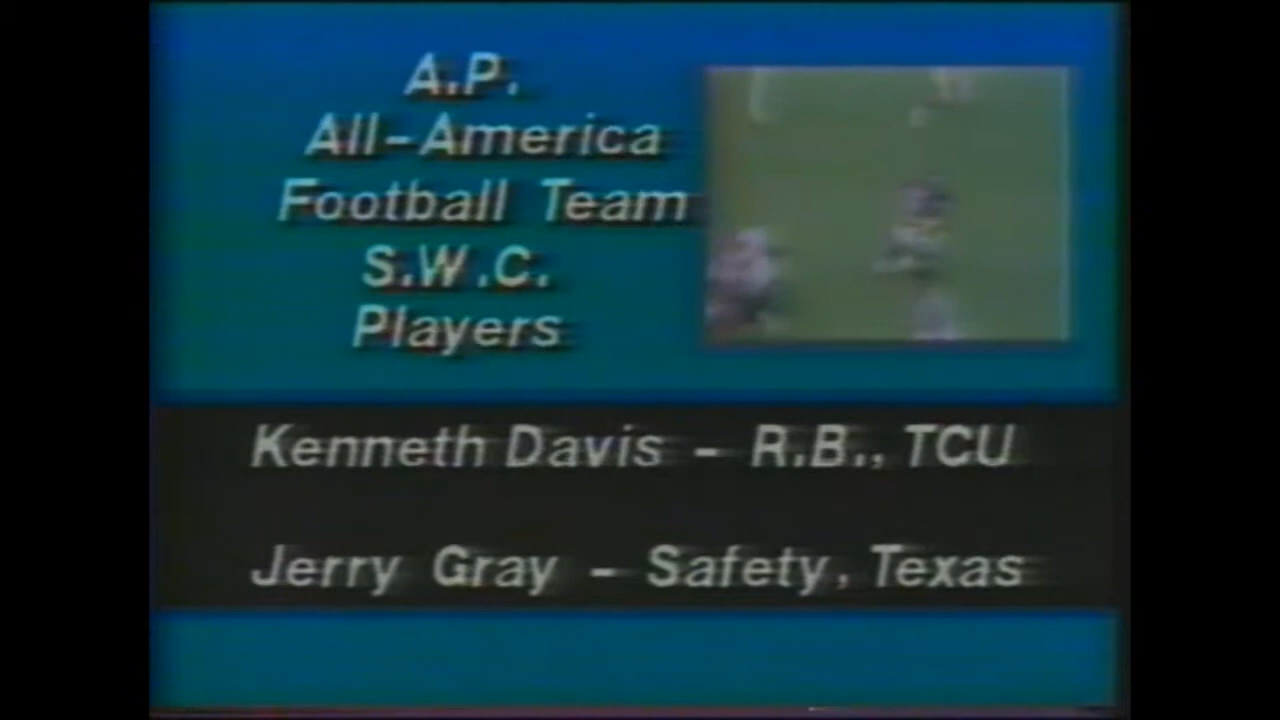 A.P.
All-America
Football Team
S.W.C.
Players
Kenneth Davis - R.B., TCU
Jerry Gray - Safety, Texas